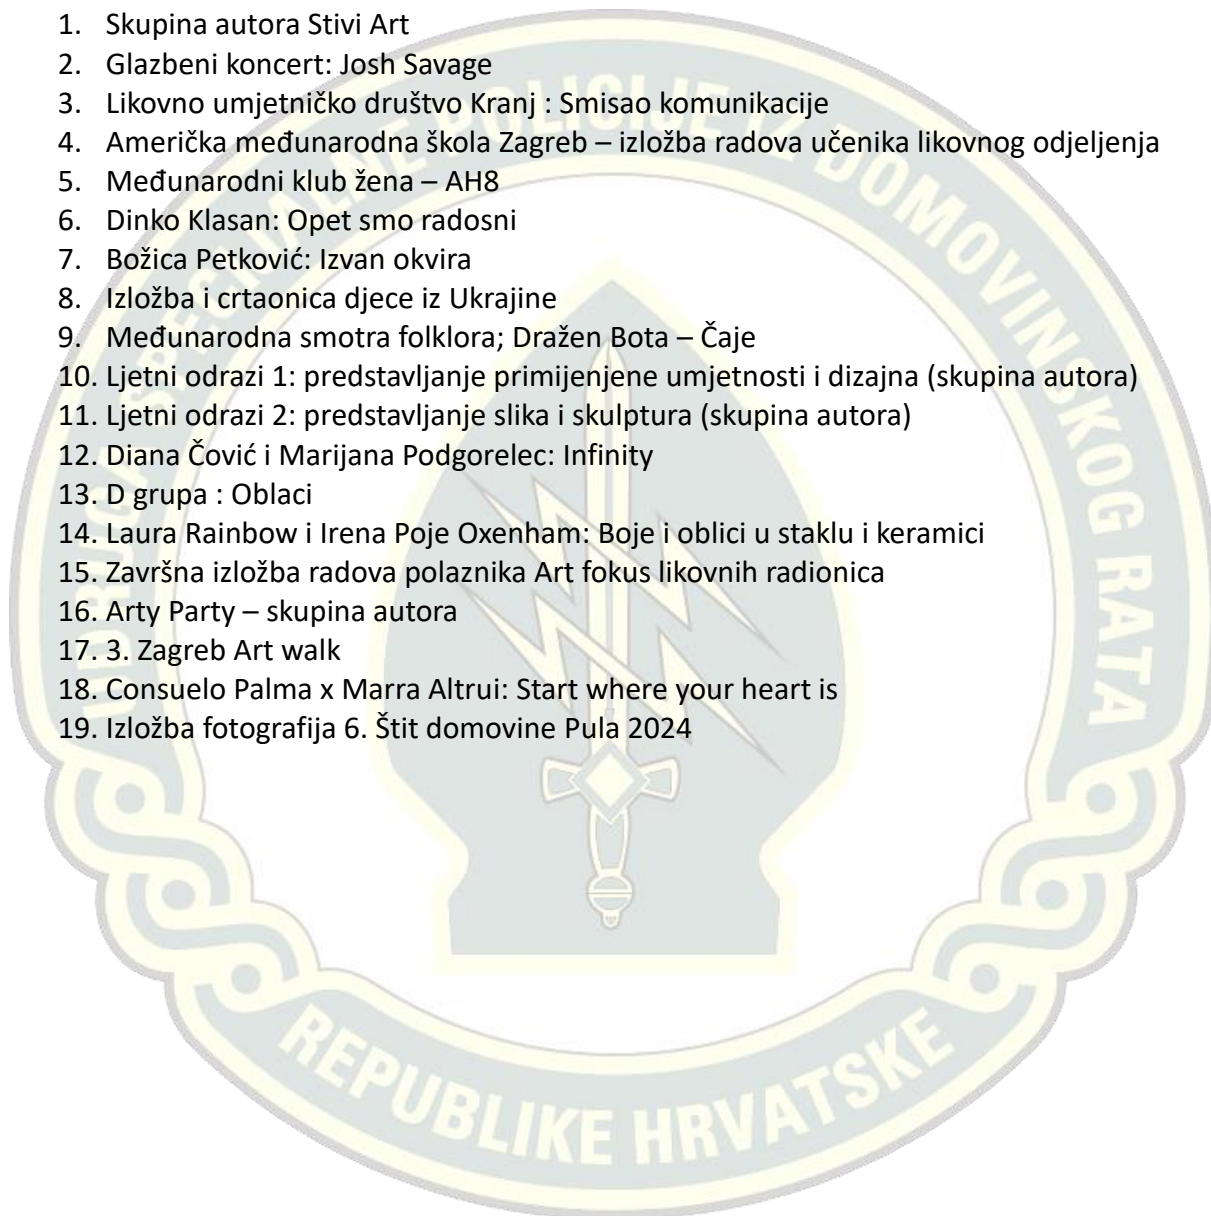 1. Skupina autora Stivi Art
2. Glazbeni koncert: Josh Savage
3. Likovno umjetničko društvo Kranj : Smisao komunikacije
4. Amerićka međunarodna škola Zagreb – izložba radova učenika likovnog odjeljenja
5. Međunarodni klub žena – AH8
6. Dinko Klasan: Opet smo radosni
7. Božica Petković: Izvan okvira
8. Izložba i crtaonica djece iz Ukrajine
9. Međunarodna smotra folklora; Dražen Bota – Čaje
10. Ljetni odrazi 1: predstavljanje primijenjene umjetnosti i dizajna (skupina autora)
11. Ljetni odrazi 2: predstavljanje slika i skulptura (skupina autora)
12. Diana Čović i Marijana Podgorelec: Infinity
13. D grupa : Oblaci
14. Laura Rainbow i Irena Poje Oxenham: Boje i oblici u staklu i keramici
15. Završna izložba radova polaznika Art fokus likovnih radionica
16. Arty Party – skupina autora
17. 3. Zagreb Art walk
18. Consuelo Palma x Marra Altrui: Start where your heart is
19. Izložba fotografija 6. Štit domovine Pula 2024
UDRUGA SPECIJALNE POLICIJE IZ DOMOVINSKOG RATA
REPUBLIKE HRVATSKE